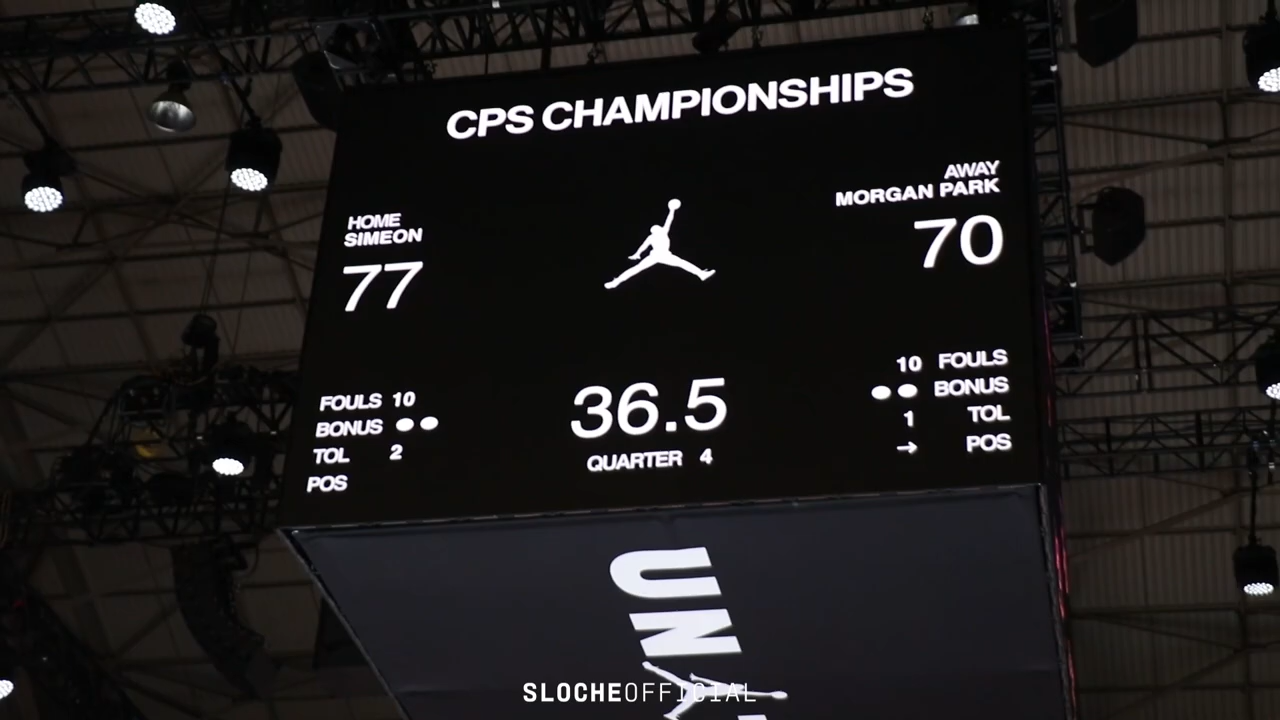 CPS CHAMPIONSHIPS
HOME
SIMEON
77
AWAY
MORGAN PARK
70
FOULS 10
BONUS
TOL 2
POS
36.5
QUARTER 4
10 FOULS
BONUS
1 TOL
→ POS
UN
SLOCHEOFFICIAL